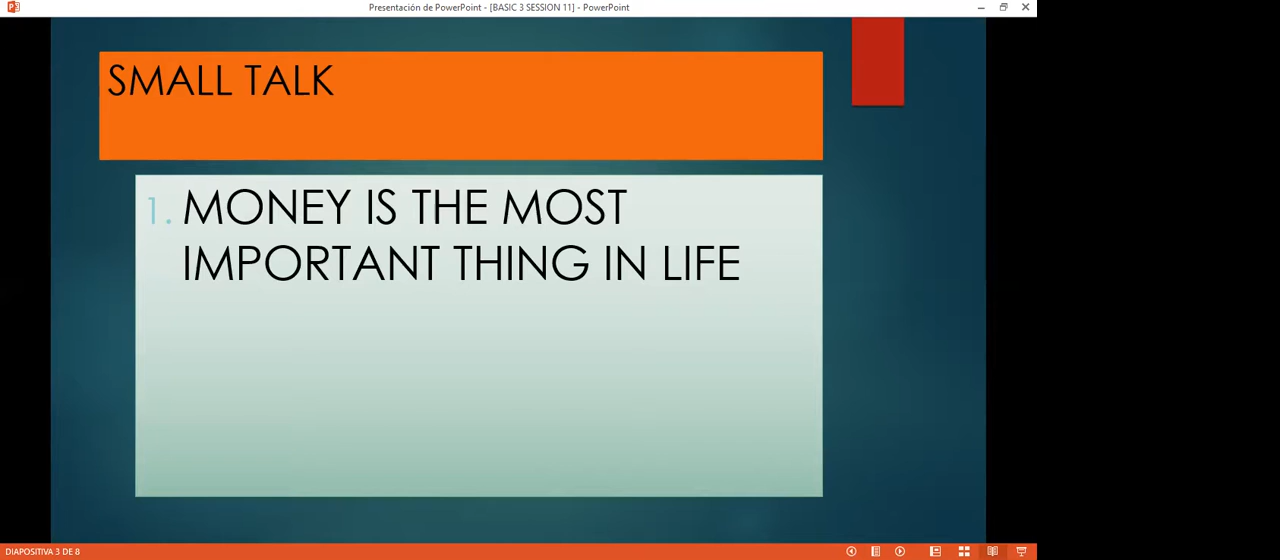 Presentación de PowerPoint - [BASIC 3 SESSION 11] - PowerPoint
SMALL TALK
1. MONEY IS THE MOST
IMPORTANT THING IN LIFE
DIAPOSITIVA 3 DE 8